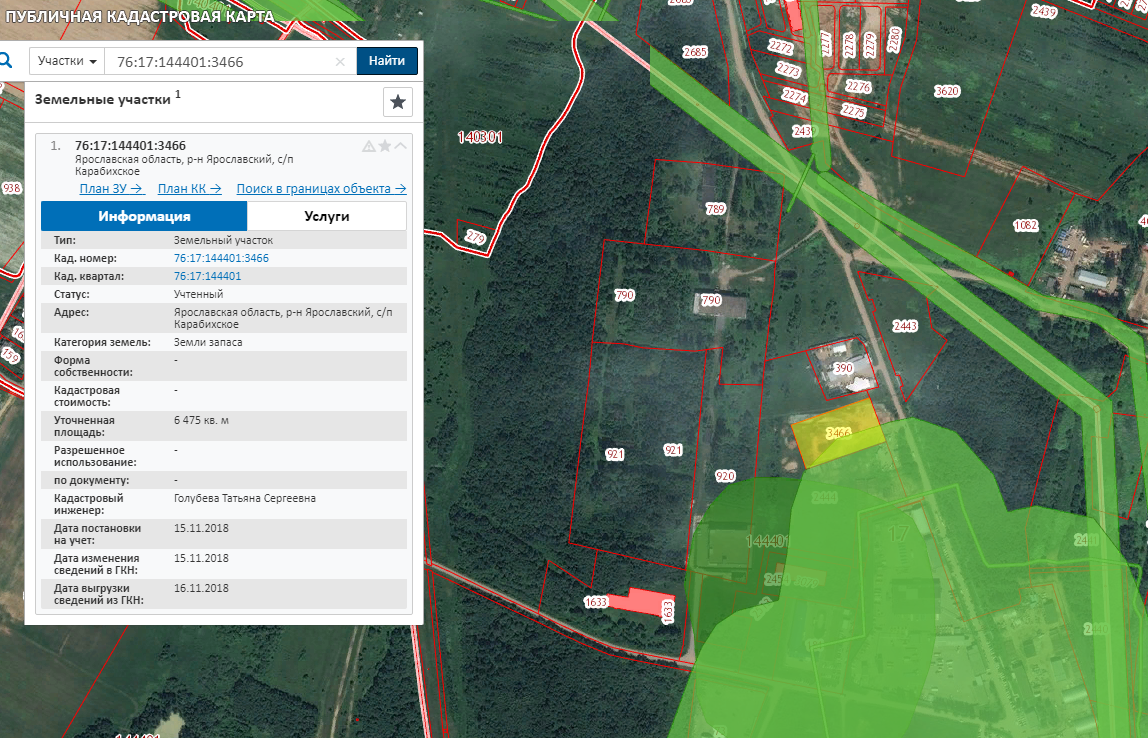 ПУБЛИЧНАЯ КАДАСТРОВАЯ КАРТА
Участки
76:17:144401:3466
Найти
Земельные участки 1
1.
76:17:144401:3466
Ярославская область, р-н Ярославский, с/п
Карабихское
План ЗУ → План КК → Поиск в границах объекта →
Информация Услуги
Тип: Земельный участок
Кад. номер: 76:17:144401:3466
Кад. квартал: 76:17:144401
Статус: Учтенный
Адрес: Ярославская область, р-н Ярославский, с/п
Карабихское
Категория земель: Земли запаса
Форма -
собственности:
Кадастровая -
стоимость:
Уточненная 6 475 кв. м
площадь:
Разрешенное -
использование:
по документу: -
Кадастровый Голубева Татьяна Сергеевна
инженер:
Дата постановки 15.11.2018
на учет:
Дата изменения 15.11.2018
сведений в ГКН:
Дата выгрузки 16.11.2018
сведений из ГКН:
2439
2685
2272
2277
2278
2279
2280
2273
2274
2276
2275
2439
3620
140301
938
279
789
1082
790
790
2443
390
3466
921
921
920
2444
17
144401
1633
1633
159